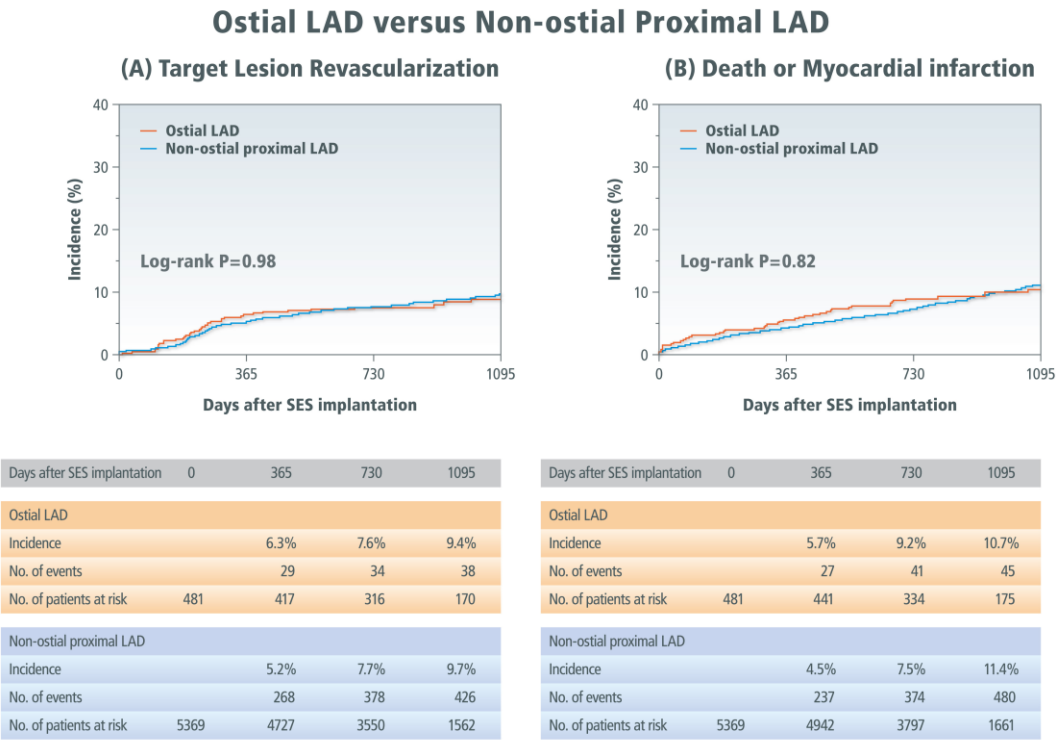 Ostial LAD versus Non-ostial Proximal LAD
(A) Target Lesion Revascularization
40
30
20
10
0
Incidence (%)
Ostial LAD
Non-ostial proximal LAD
Log-rank P=0.98
0 365 730 1095
Days after SES implantation
(B) Death or Myocardial infarction
40
30
20
10
0
Incidence (%)
Ostial LAD
Non-ostial proximal LAD
Log-rank P=0.82
0 365 730 1095
Days after SES implantation
Days after SES implantation 0 365 730 1095
Ostial LAD
Incidence 6.3% 7.6% 9.4%
No. of events 29 34 38
No. of patients at risk 481 417 316 170
Non-ostial proximal LAD
Incidence 5.2% 7.7% 9.7%
No. of events 268 378 426
No. of patients at risk 5369 4727 3550 1562
Days after SES implantation 0 365 730 1095
Ostial LAD
Incidence 5.7% 9.2% 10.7%
No. of events 27 41 45
No. of patients at risk 481 441 334 175
Non-ostial proximal LAD
Incidence 4.5% 7.5% 11.4%
No. of events 237 374 480
No. of patients at risk 5369 4942 3797 1661